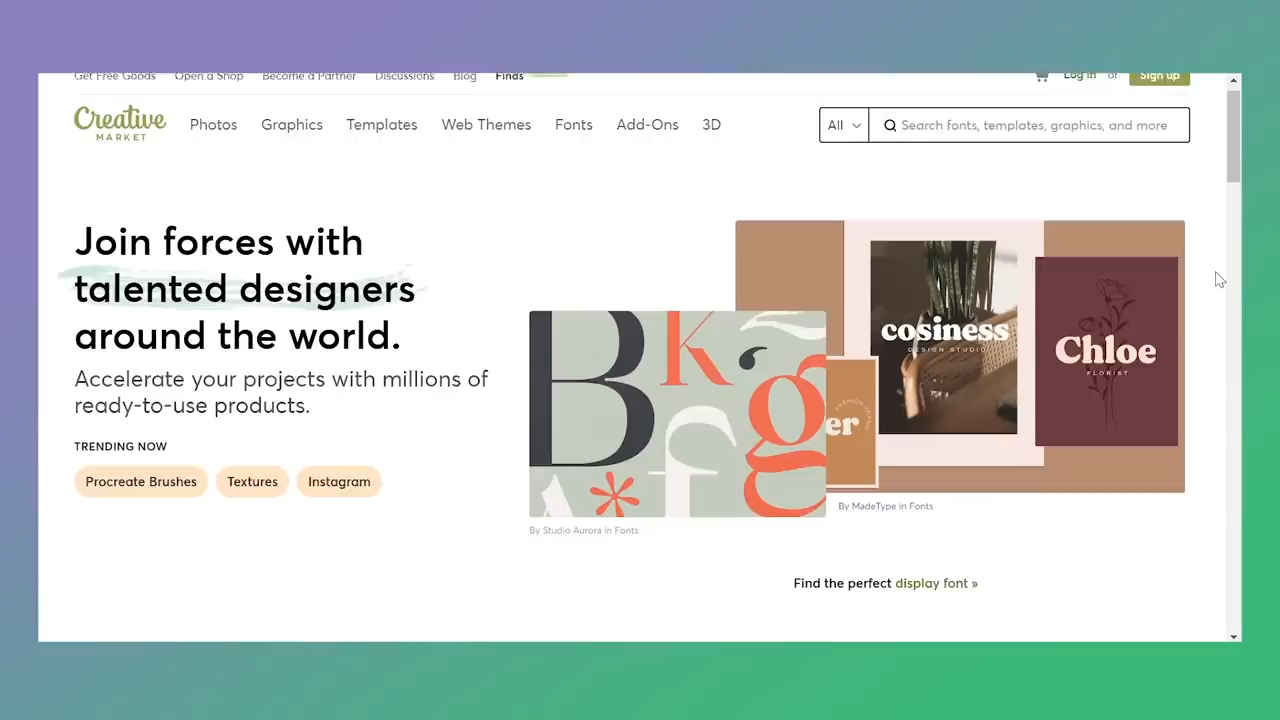 Get Free Goods Open a Shop Become a Partner Discussions Blog Finds Log in or Sign up
Creative
MARKET
Photos Graphics Templates Web Themes Fonts Add-Ons 3D All Search fonts, templates, graphics, and more
Join forces with
talented designers
around the world.
Accelerate your projects with millions of
ready-to-use products.
TRENDING NOW
Procreate Brushes Textures Instagram
B k g
f
er
cosiness
DESIGN STUDIO
Chloe
FLORIST
By MadeType in Fonts
By Studio Aurora in Fonts
Find the perfect display font »